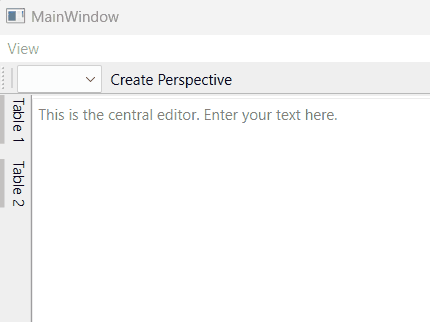 MainWindow
View
Create Perspective
Table 1
This is the central editor. Enter your text here.
Table 2